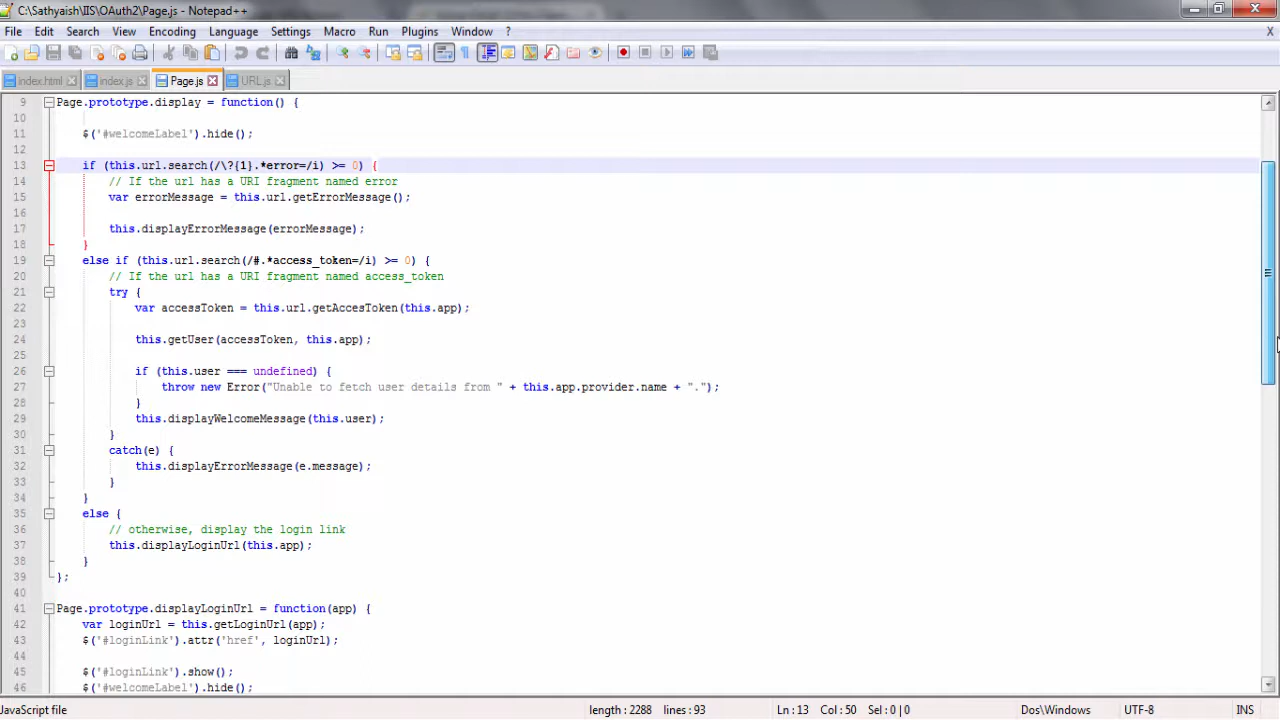 C:\Sathyaish\IIS\OAuth2\Page.js - Notepad++
File Edit Search View Encoding Language Settings Macro Run Plugins Window ? X
index.html index.js Page.js URL.js
9 Page.prototype.display = function() {
10
11 $('#welcomeLabel').hide();
12
13 if (this.url.search(/\?{1}.*error=/i) >= 0) {
14 // If the url has a URI fragment named error
15 var errorMessage = this.url.getErrorMessage();
16
17 this.displayErrorMessage(errorMessage);
18 }
19 else if (this.url.search(/#.*access_token=/i) >= 0) {
20 // If the url has a URI fragment named access_token
21 try {
22 var accessToken = this.url.getAccesToken(this.app);
23
24 this.getUser(accessToken, this.app);
25
26 if (this.user === undefined) {
27 throw new Error("Unable to fetch user details from " + this.app.provider.name + ".");
28 }
29 this.displayWelcomeMessage(this.user);
30 }
31 catch(e) {
32 this.displayErrorMessage(e.message);
33 }
34 }
35 else {
36 // otherwise, display the login link
37 this.displayLoginUrl(this.app);
38 }
39 };
40
41 Page.prototype.displayLoginUrl = function(app) {
42 var loginUrl = this.getLoginUrl(app);
43 $('#loginLink').attr('href', loginUrl);
44
45 $('#loginLink').show();
46 $('#welcomeLabel').hide();
JavaScript file length : 2288 lines : 93 Ln : 13 Col : 50 Sel : 0 | 0 Dos\Windows UTF-8 INS